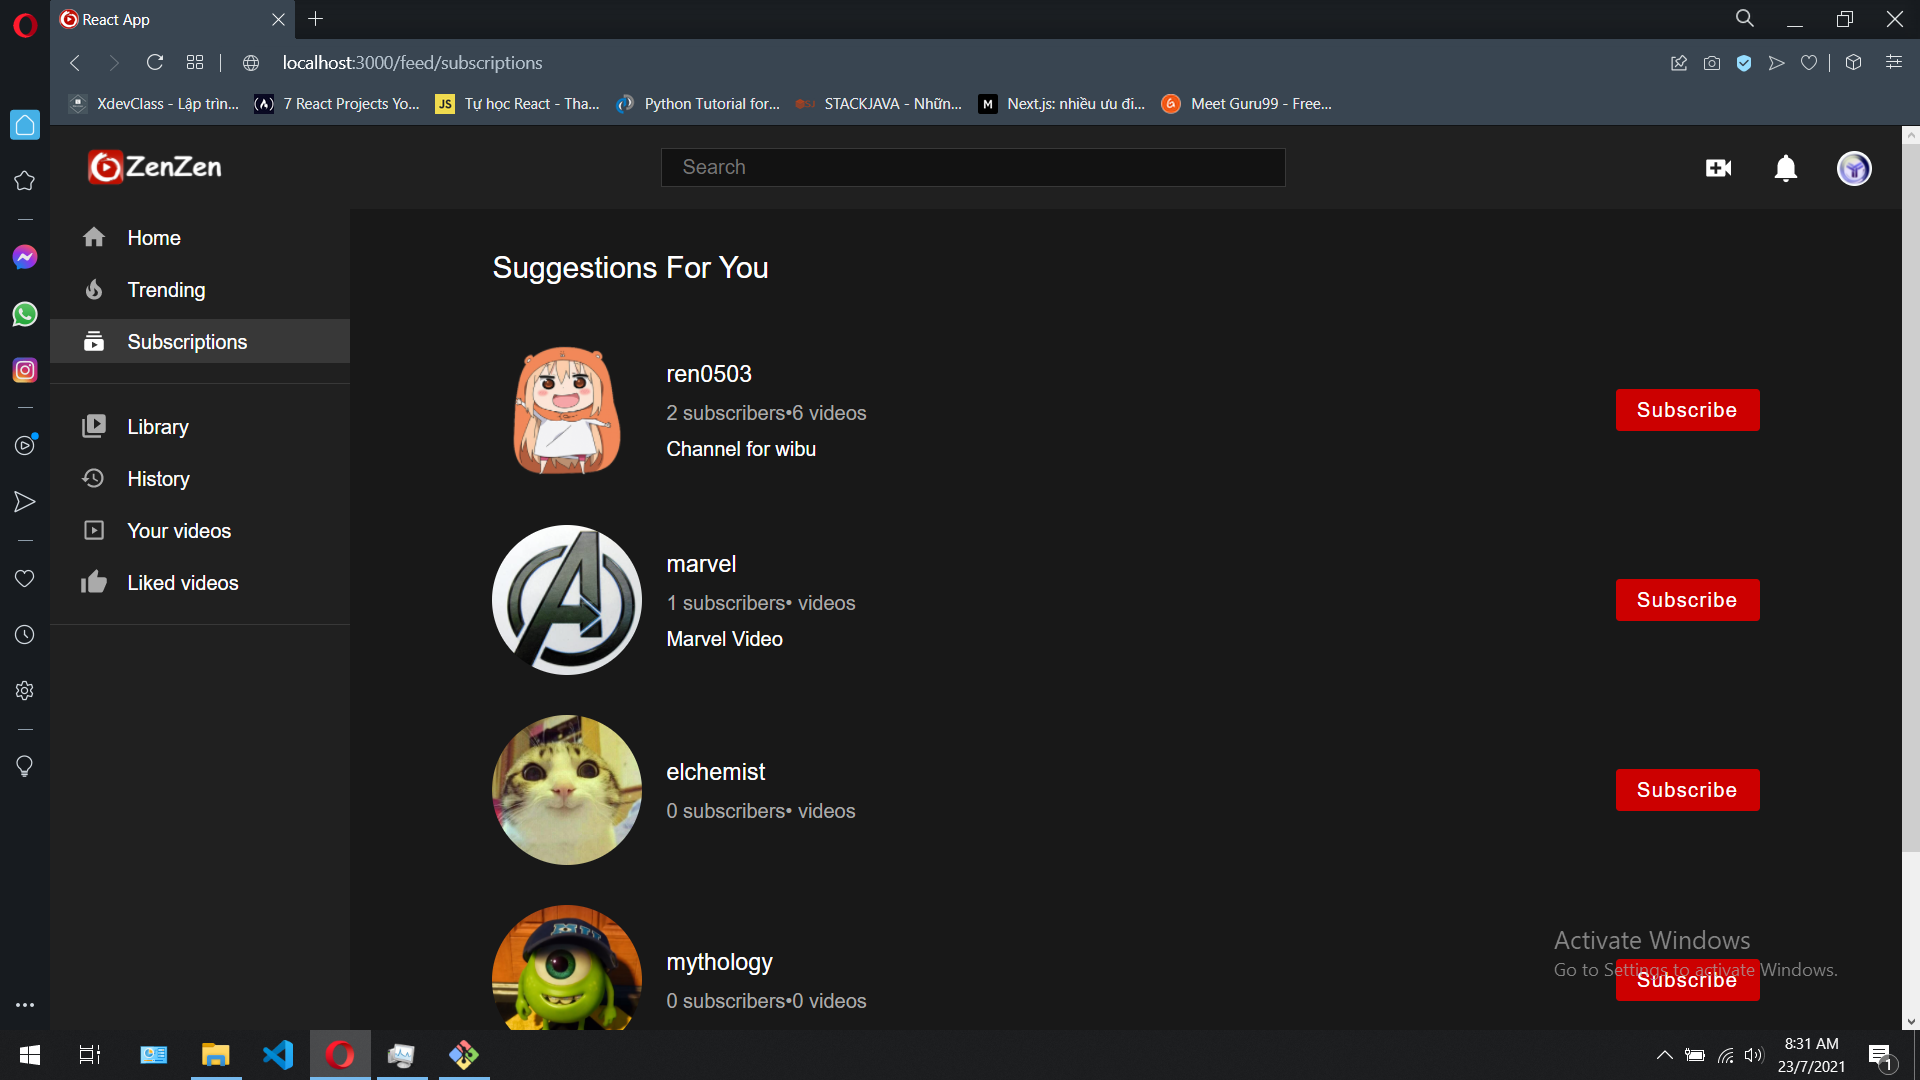 React App
localhost:3000/feed/subscriptions
XdevClass - Lập trìn... 7 React Projects Yo... JS Tự học React - Tha... Python Tutorial for... STACKJAVA - Nhữn... M Next.js: nhiều ưu đi... Meet Guru99 - Free...
ZenZen
Search
Home
Trending
Subscriptions
Library
History
Your videos
Liked videos
Suggestions For You
ren0503
2 subscribers•6 videos
Channel for wibu
Subscribe
marvel
1 subscribers• videos
Marvel Video
Subscribe
elchemist
0 subscribers• videos
Subscribe
mythology
0 subscribers•0 videos
Subscribe
Activate Windows
Go to Settings to activate Windows.
8:31 AM
23/7/2021
1